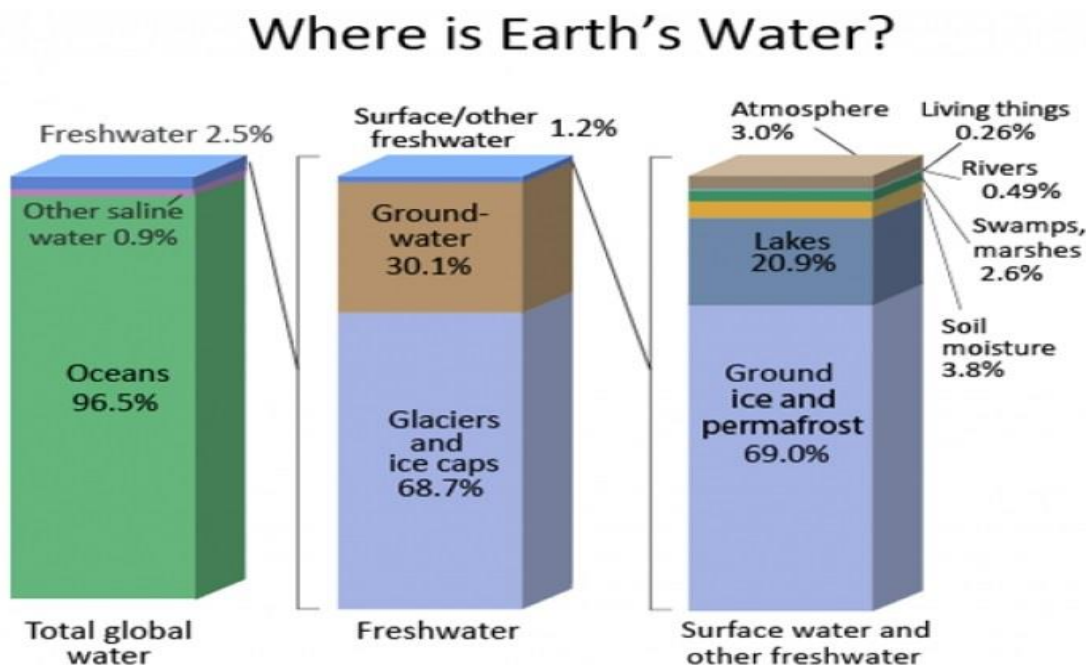 Where is Earth's Water?
Freshwater 2.5%
Other saline
water 0.9%
Oceans
96.5%
Total global
water
Surface/other
freshwater 1.2%
Ground-
water
30.1%
Glaciers
and
ice caps
68.7%
Freshwater
Atmosphere
3.0%
Living things
0.26%
Rivers
0.49%
Swamps,
marshes
2.6%
Soil
moisture
3.8%
Lakes
20.9%
Ground
ice and
permafrost
69.0%
Surface water and
other freshwater